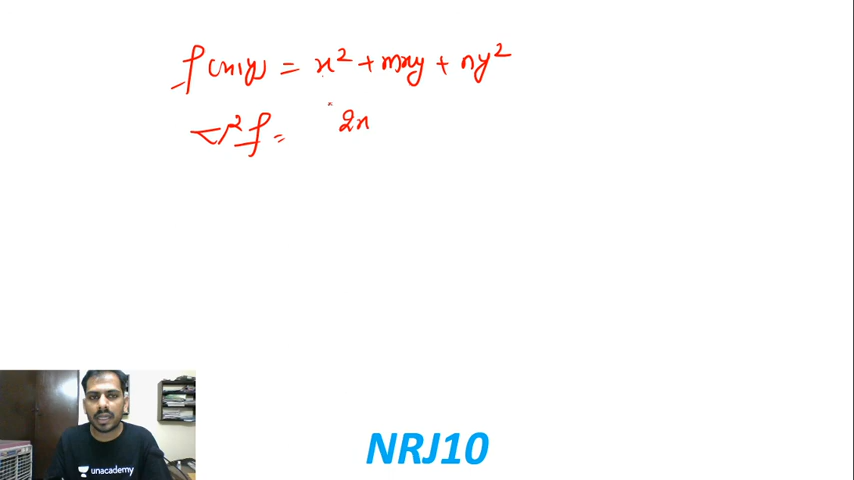 f(x,y) = x² + mxy + ny²
∇²f = 2x
unacademy
NRJ10